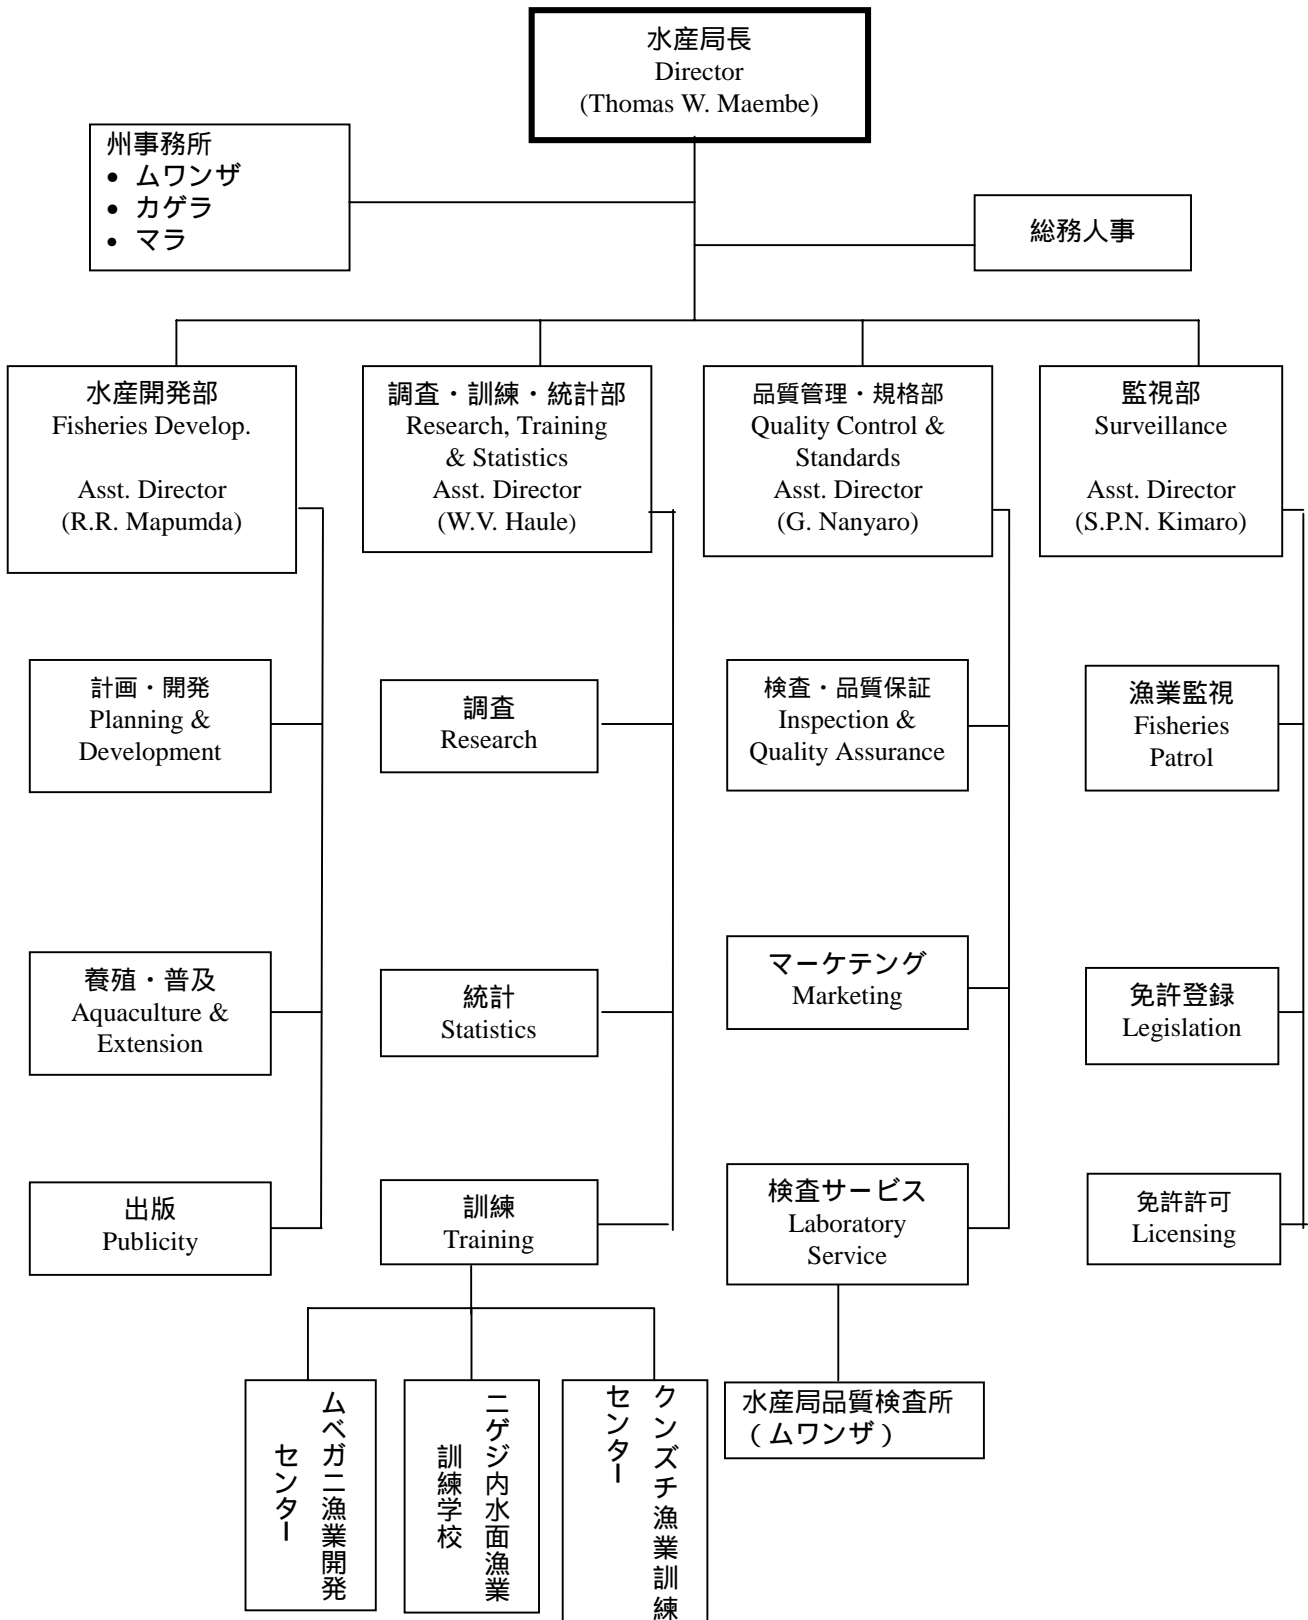 水産局長
Director
(Thomas W. Maembe)
州事務所
• ムワンザ
• カゲラ
• マラ
総務人事
水産開発部
Fisheries Develop.
Asst. Director
(R.R. Mapumda)
調査・訓練・統計部
Research, Training
& Statistics
Asst. Director
(W.V. Haule)
品質管理・規格部
Quality Control &
Standards
Asst. Director
(G. Nanyaro)
監視部
Surveillance
Asst. Director
(S.P.N. Kimaro)
計画・開発
Planning &
Development
調査
Research
検査・品質保証
Inspection &
Quality Assurance
漁業監視
Fisheries
Patrol
養殖・普及
Aquaculture &
Extension
統計
Statistics
マーケテング
Marketing
免許登録
Legislation
出版
Publicity
訓練
Training
検査サービス
Laboratory
Service
免許許可
Licensing
ムベガニ漁業開発
センター
ニゲジ内水面漁業
訓練学校
クンズチ漁業訓練
センター
水産局品質検査所
（ムワンザ）